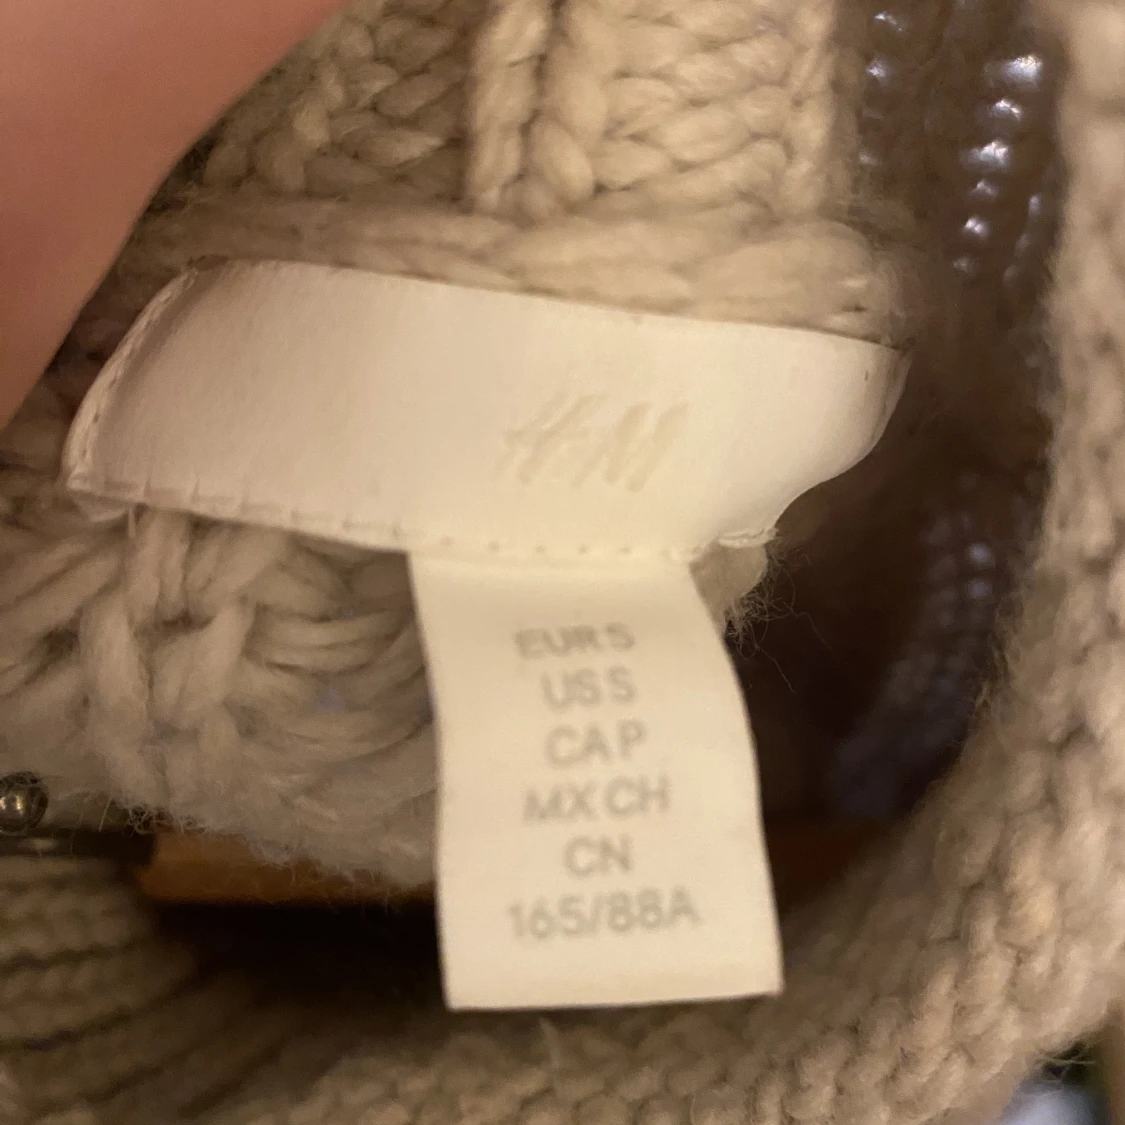 H&M
EUR S
US S
CA P
MX CH
CN
165/88A